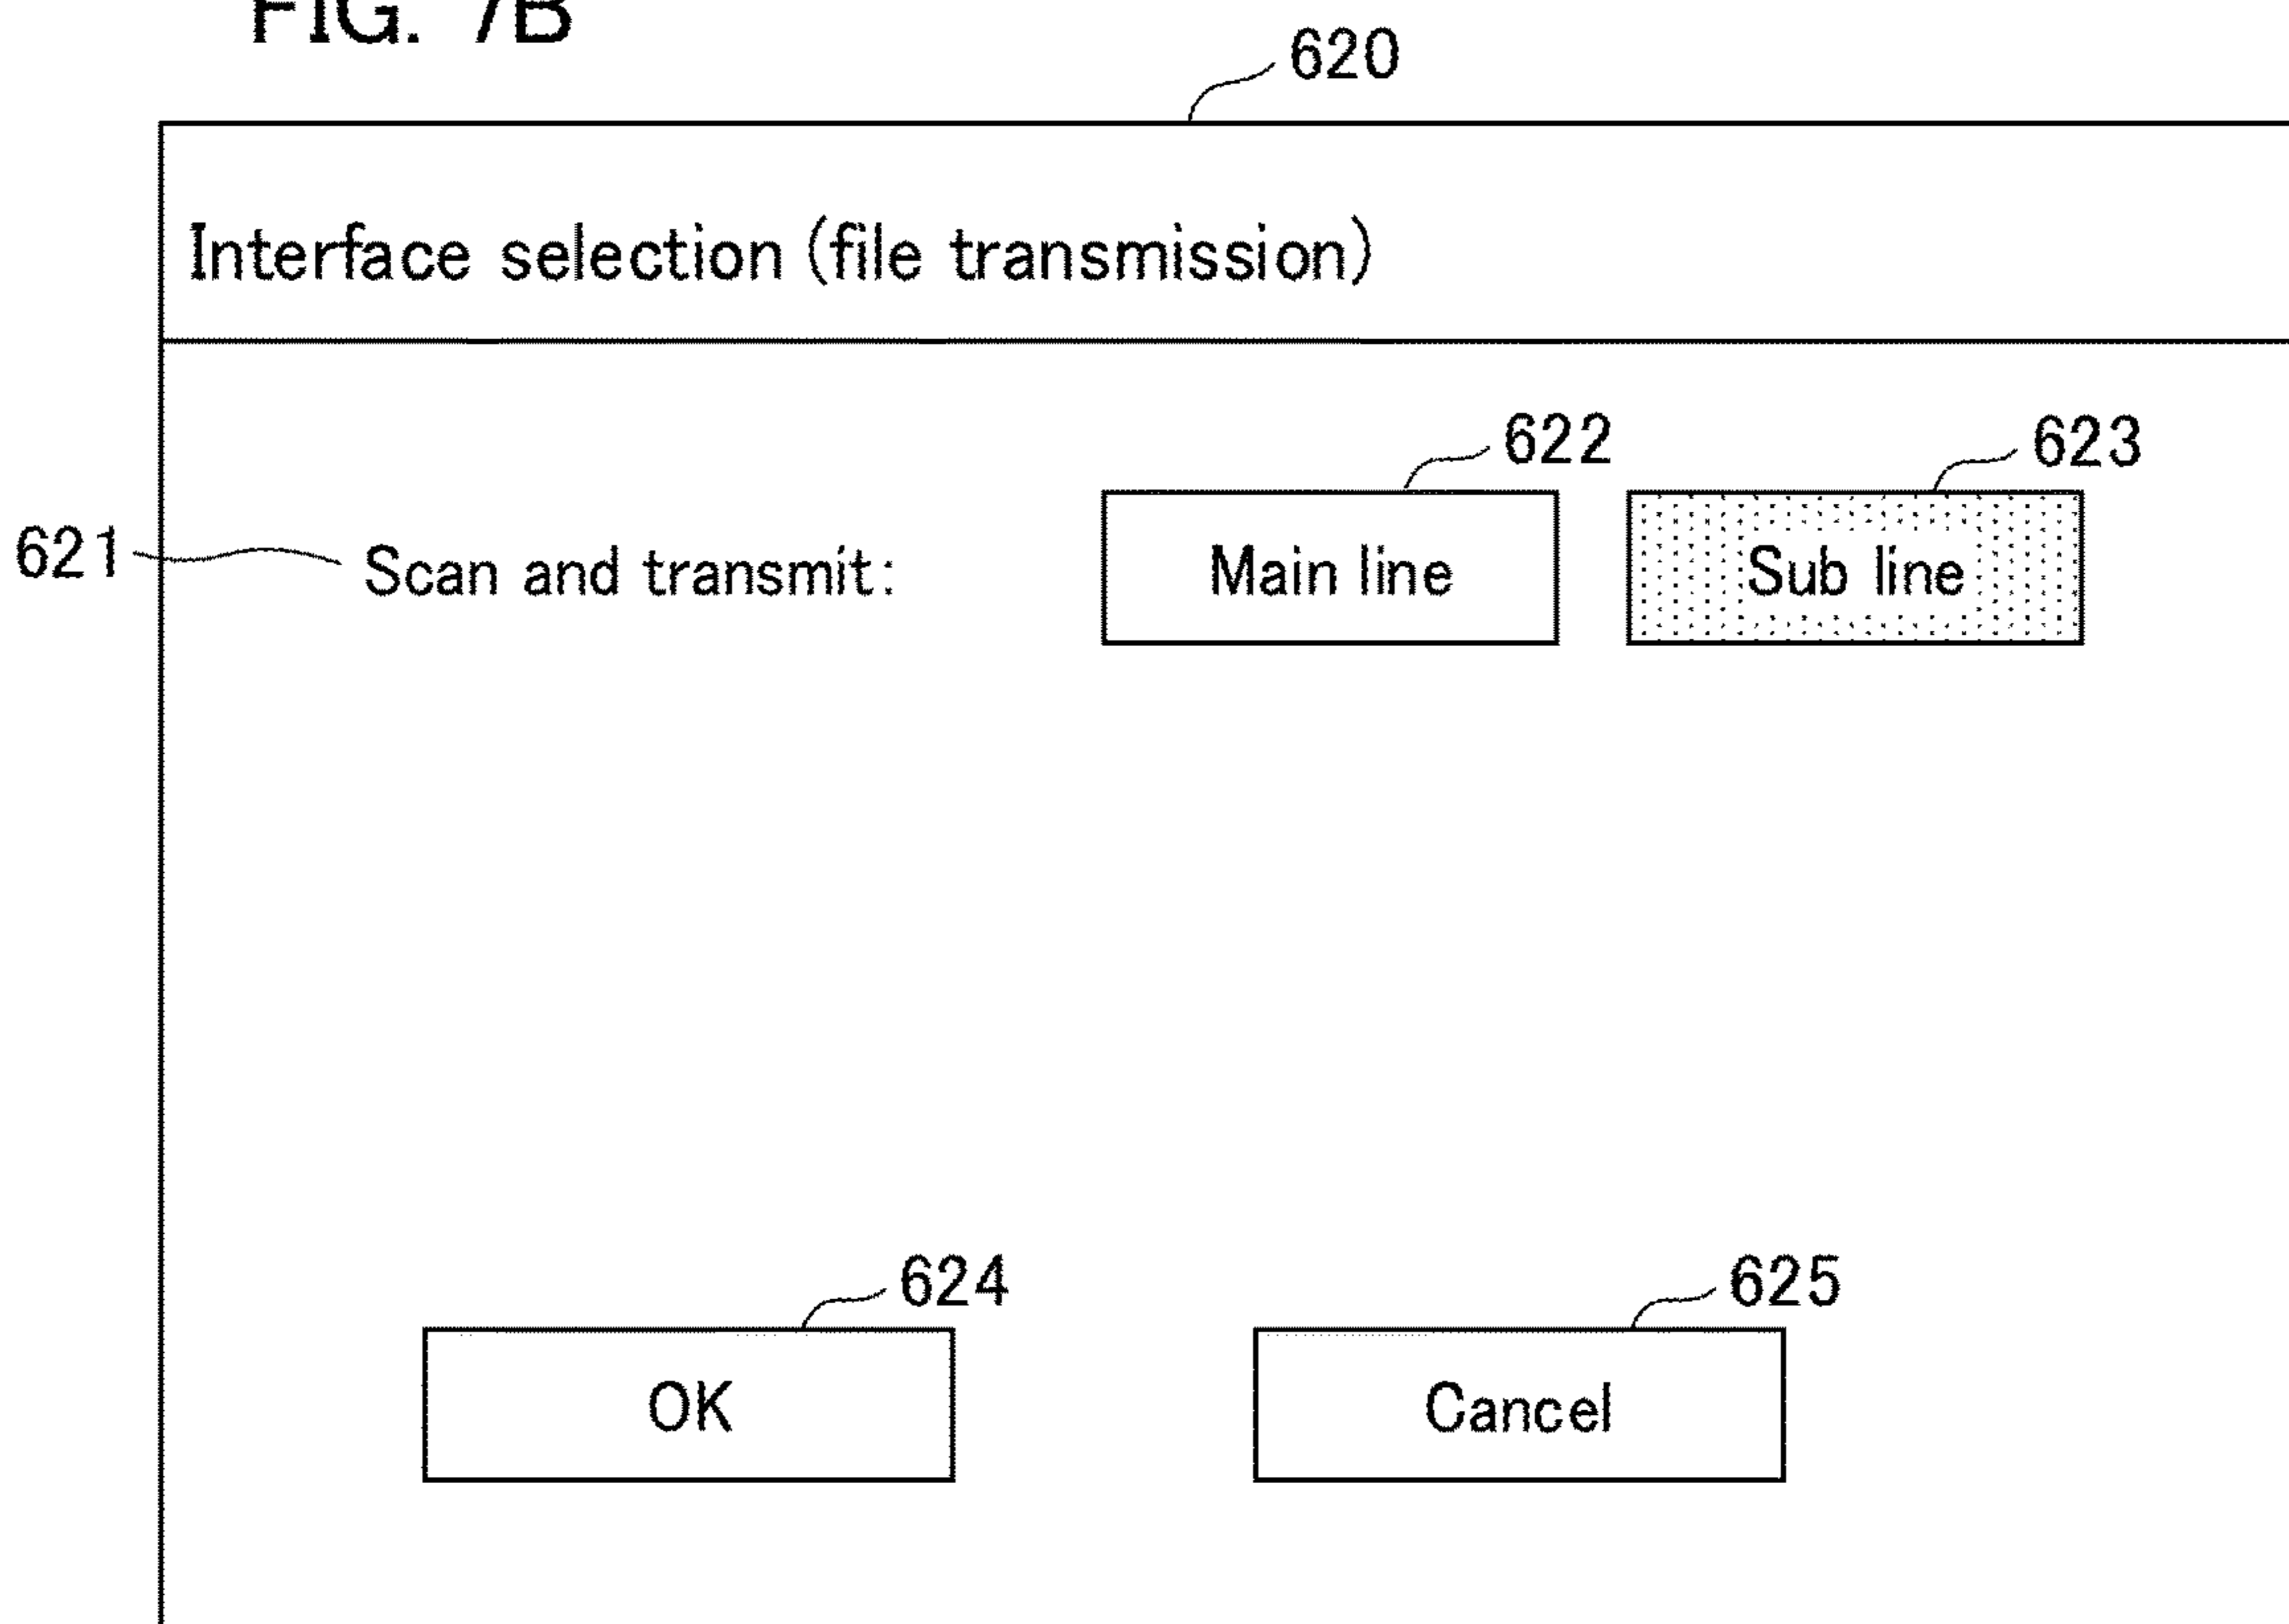 FIG. 7B
620
Interface selection (file transmission)
622
623
621
Scan and transmit:
Main line
Sub line
624
625
OK
Cancel